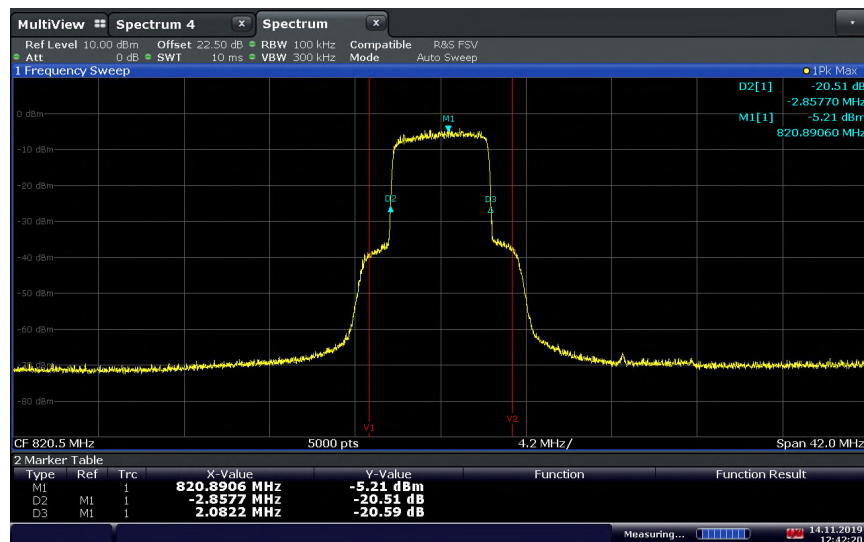 MultiView Spectrum 4 X Spectrum X
Ref Level 10.00 dBm Offset 22.50 dB RBW 100 kHz Compatible R&S FSV
Att 0 dB SWT 10 ms VBW 300 kHz Mode Auto Sweep
1 Frequency Sweep 1Pk Max
D2[1] -20.51 dB
-2.85770 MHz
M1[1] -5.21 dBm
820.89060 MHz
0 dBm
M1
-10 dBm
-20 dBm
D2 D3
-30 dBm
-40 dBm
-50 dBm
-60 dBm
-80 dBm
V1 V2
CF 820.5 MHz 5000 pts 4.2 MHz/ Span 42.0 MHz
2 Marker Table
Type Ref Trc X-Value Y-Value Function Function Result
M1 1 820.8906 MHz -5.21 dBm
D2 M1 1 -2.8577 MHz -20.51 dB
D3 M1 1 2.0822 MHz -20.59 dB
Measuring... 14.11.2019
12:42:20